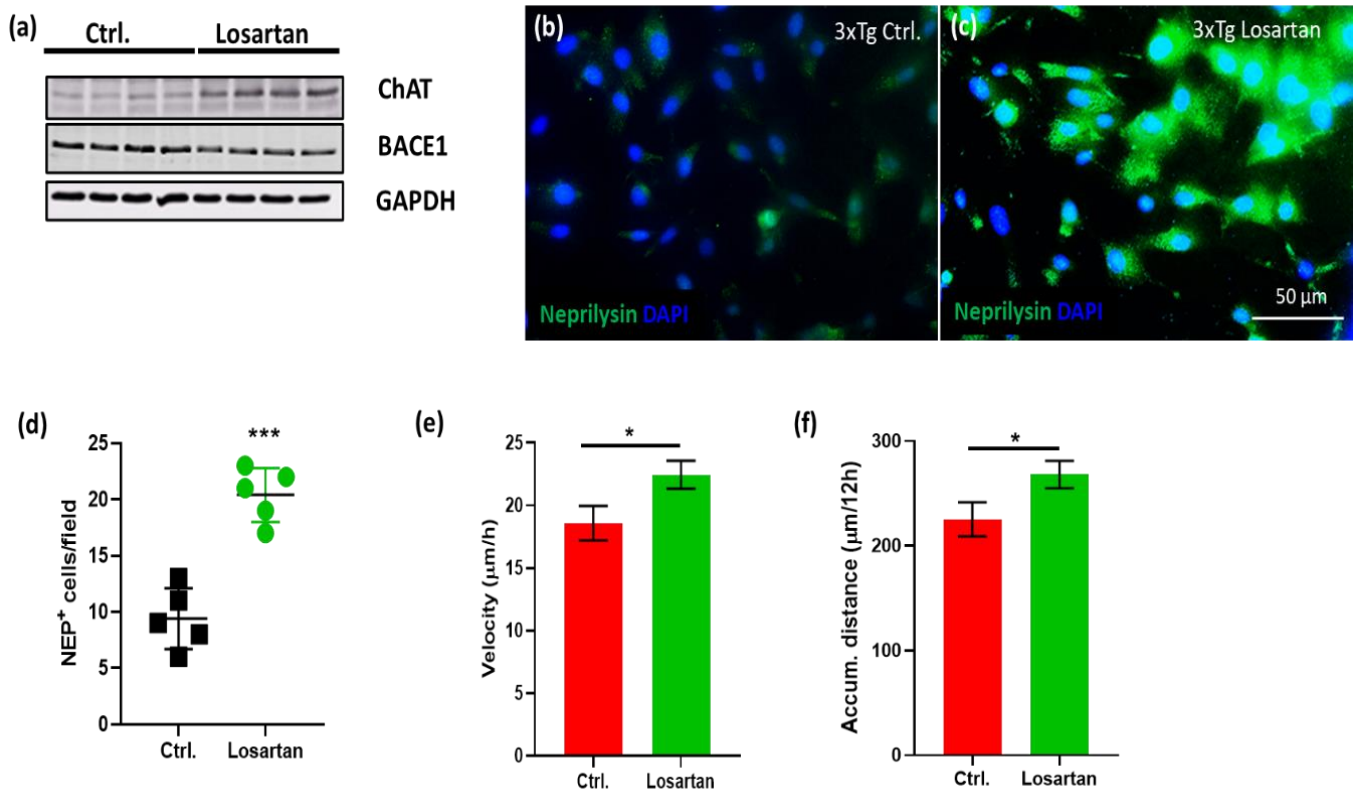 (a)
Ctrl. Losartan
ChAT
BACE1
GAPDH
(b)
3xTg Ctrl.
Neprilysin DAPI
(c)
3xTg Losartan
50 μm
Neprilysin DAPI
(d)
NEP+ cells/field
25
20
15
10
5
0
***
Ctrl. Losartan
(e)
Velocity (μm/h)
25
20
15
10
5
0
*
Ctrl. Losartan
(f)
Accum. distance (μm/12h)
300
200
100
0
*
Ctrl. Losartan